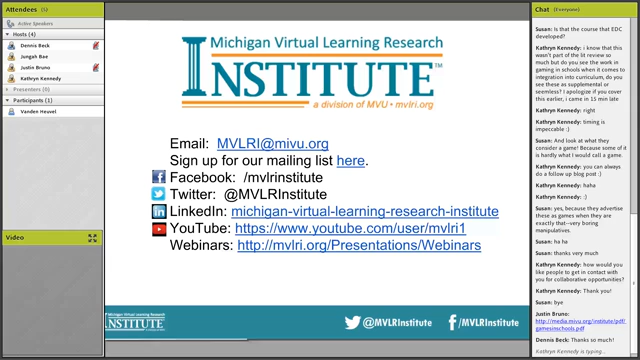 Attendees (5)
Active Speakers
Hosts (4)
Dennis Beck
Jungah Bae
Justin Bruno
Kathryn Kennedy
Presenters (0)
Participants (1)
Vanden Heuvel
Video
Michigan Virtual Learning Research
INSTITUTE™
a division of MVU • mvlri.org
Email: MVLRI@mivu.org
Sign up for our mailing list here.
Facebook: /mvlrinstitute
Twitter: @MVLRInstitute
LinkedIn: michigan-virtual-learning-research-institute
YouTube: https://www.youtube.com/user/mvlri1
Webinars: http://mvlri.org/Presentations/Webinars
Michigan Virtual Learning Research
INSTITUTE
@MVLRInstitute
/MVLRInstitute
Chat (Everyone)
Susan: Is that the course that EDC
developed?
Kathryn Kennedy: i know that this
wasn't part of the lit review so
much but do you see the work in gaming
in schools when it comes to
integration into curriculum, do you
see these as supplemental or
seemless? I apologize if you cover
this earlier, i came in 15 min late
Kathryn Kennedy: right
Kathryn Kennedy: timing is
impeccable :)
Susan: And look at what they
consider a game? Because some of it
is hardly what I would call a game.
Kathryn Kennedy: you can always
do a follow up blog post :)
Kathryn Kennedy: haha
Kathryn Kennedy: :)
Susan: yes, because they advertise
these as games when they are
exactly that--very boring
manipulatives.
Susan: ha ha
Susan: thanks very much
Kathryn Kennedy: how would you
like people to get in contact with you
for collaborative opportunities?
Kathryn Kennedy: Thank you!
Susan: bye
Justin Bruno:
http://media.mivu.org/institute/pdf/
gamesinschools.pdf
Dennis Beck: Thanks so much!
Kathryn Kennedy is typing...